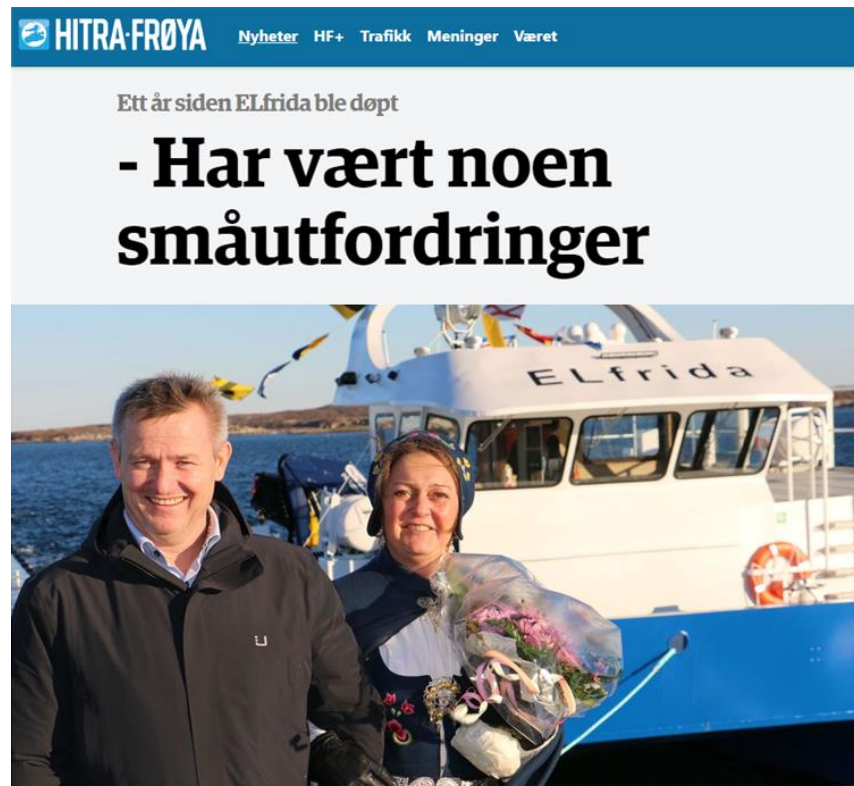 HITRA·FRØYA Nyheter HF+ Trafikk Meninger Været
Ett år siden ELfrida ble døpt
- Har vært noen
småutfordringer
ELfrida